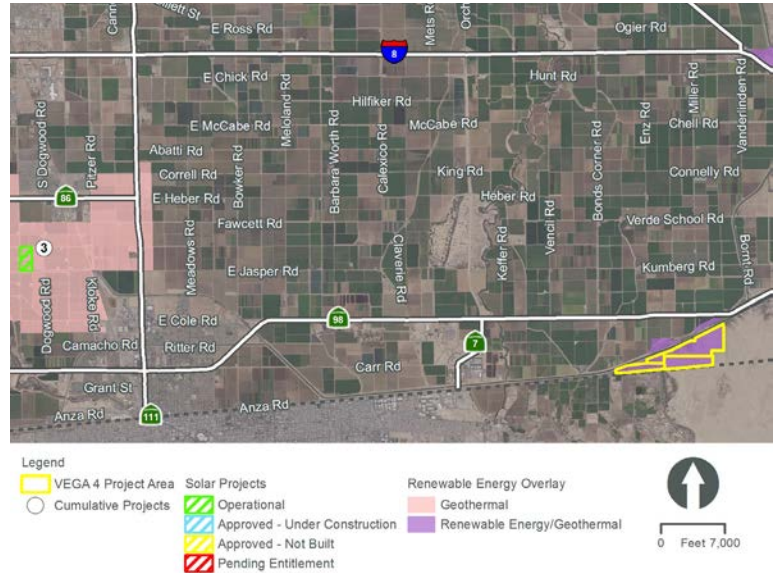 Cano
llett St
E Ross Rd
Mets Rd
Orch
Ogier Rd
8
E Chick Rd
Hunt Rd
S Dogwood Rd
Pitzer Rd
Meloland Rd
Hilfiker Rd
Miller Rd
Vanderlinden Rd
E McCabe Rd
McCabe Rd
Enz Rd
Chell Rd
Abatti Rd
Barbara Worth Rd
Calexico Rd
Bonds Corner Rd
Correll Rd
Bowker Rd
King Rd
Connelly Rd
86
E Heber Rd
Heber Rd
Fawcett Rd
Vencil Rd
Verde School Rd
3
Meadows Rd
Claverie Rd
Keffer Rd
Bornt Rd
E Jasper Rd
Kumberg Rd
Dogwood Rd
Kloke Rd
E Cole Rd
98
Camacho Rd
Ritter Rd
7
Carr Rd
Grant St
Anza Rd
Anza Rd
111
Legend
VEGA 4 Project Area
Cumulative Projects
Solar Projects
Operational
Approved - Under Construction
Approved - Not Built
Pending Entitlement
Renewable Energy Overlay
Geothermal
Renewable Energy/Geothermal
0 Feet 7,000